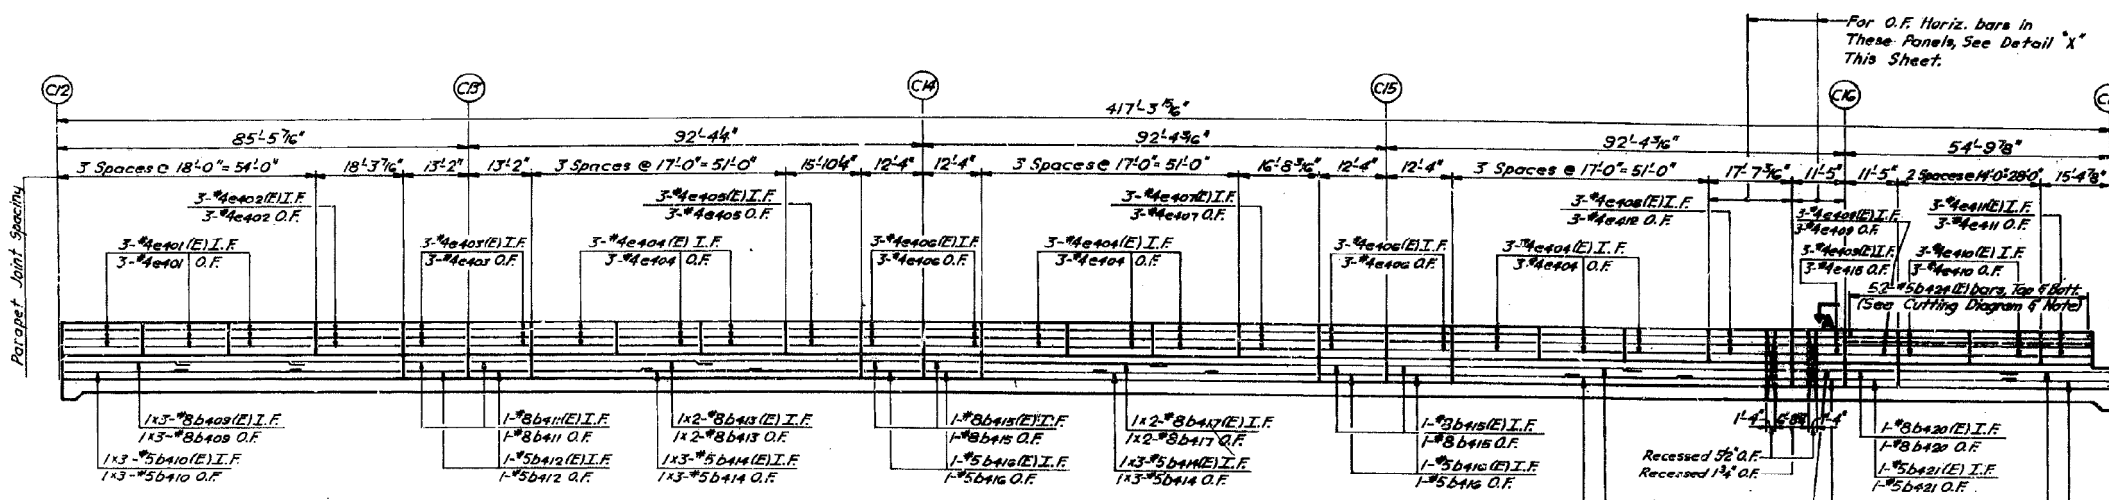 For O.F. Horiz. bars in
These Panels, See Detail "X"
This Sheet.
C12
C13
C14
C15
C16
417'-3 15/16"
85'-5 7/16"
92'-4 1/4"
92'-4 3/16"
92'-4 3/16"
54'-9 7/8"
3 Spaces @ 18'-0" = 54'-0"
18'-3 7/16"
13'-2"
13'-2"
3 Spaces @ 17'-0" = 51'-0"
15'-10 1/4"
12'-4"
12'-4"
3 Spaces @ 17'-0" = 51'-0"
16'-8 3/16"
12'-4"
12'-4"
3 Spaces @ 17'-0" = 51'-0"
17'-7 3/16"
11'-5"
11'-5"
2 Spaces @ 14'-0" = 28'-0"
15'-4 7/8"
Parapet Joint Spacing
3-#4e402(E) I.F.
3-#4e402 O.F.
3-#4e405(E) I.F.
3-#4e405 O.F.
3-#4e407(E) I.F.
3-#4e407 O.F.
3-#4e408(E) I.F.
3-#4e412 O.F.
3-#4e409(E) I.F.
3-#4e409 O.F.
3-#4e411(E) I.F.
3-#4e411 O.F.
3-#4e401(E) I.F.
3-#4e401 O.F.
3-#4e403(E) I.F.
3-#4e403 O.F.
3-#4e404(E) I.F.
3-#4e404 O.F.
3-#4e406(E) I.F.
3-#4e406 O.F.
3-#4e404(E) I.F.
3-#4e404 O.F.
3-#4e406(E) I.F.
3-#4e406 O.F.
3-#4e404(E) I.F.
3-#4e404 O.F.
3-#4e409(E) I.F.
O.F.
3-#4e410(E) I.F.
3-#4e410 O.F.
52-#5b424(E) bars, Top & Bott.
(See Cutting Diagram & Note)
A
1x3-#8b409(E) I.F.
1x3-#8b409 O.F.
1x3-#5b410(E) I.F.
1x3-#5b410 O.F.
1-#8b411(E) I.F.
1-#8b411 O.F.
1-#5b412(E) I.F.
1-#5b412 O.F.
1x2-#8b413(E) I.F.
1x2-#8b413 O.F.
1x3-#5b414(E) I.F.
1x3-#5b414 O.F.
1-#8b415(E) I.F.
1-#8b415 O.F.
1-#5b416(E) I.F.
1-#5b416 O.F.
1x2-#8b417(E) I.F.
1x2-#8b417 O.F.
1x3-#5b414(E) I.F.
1x3-#5b414 O.F.
1-#8b415(E) I.F.
1-#8b415 O.F.
1-#5b416(E) I.F.
1-#5b416 O.F.
1'-4"
1'-4"
Recessed 5 1/2" O.F.
Recessed 1 3/4" O.F.
1-#8b420(E) I.F.
1-#8b420 O.F.
1-#5b421(E) I.F.
1-#5b421 O.F.